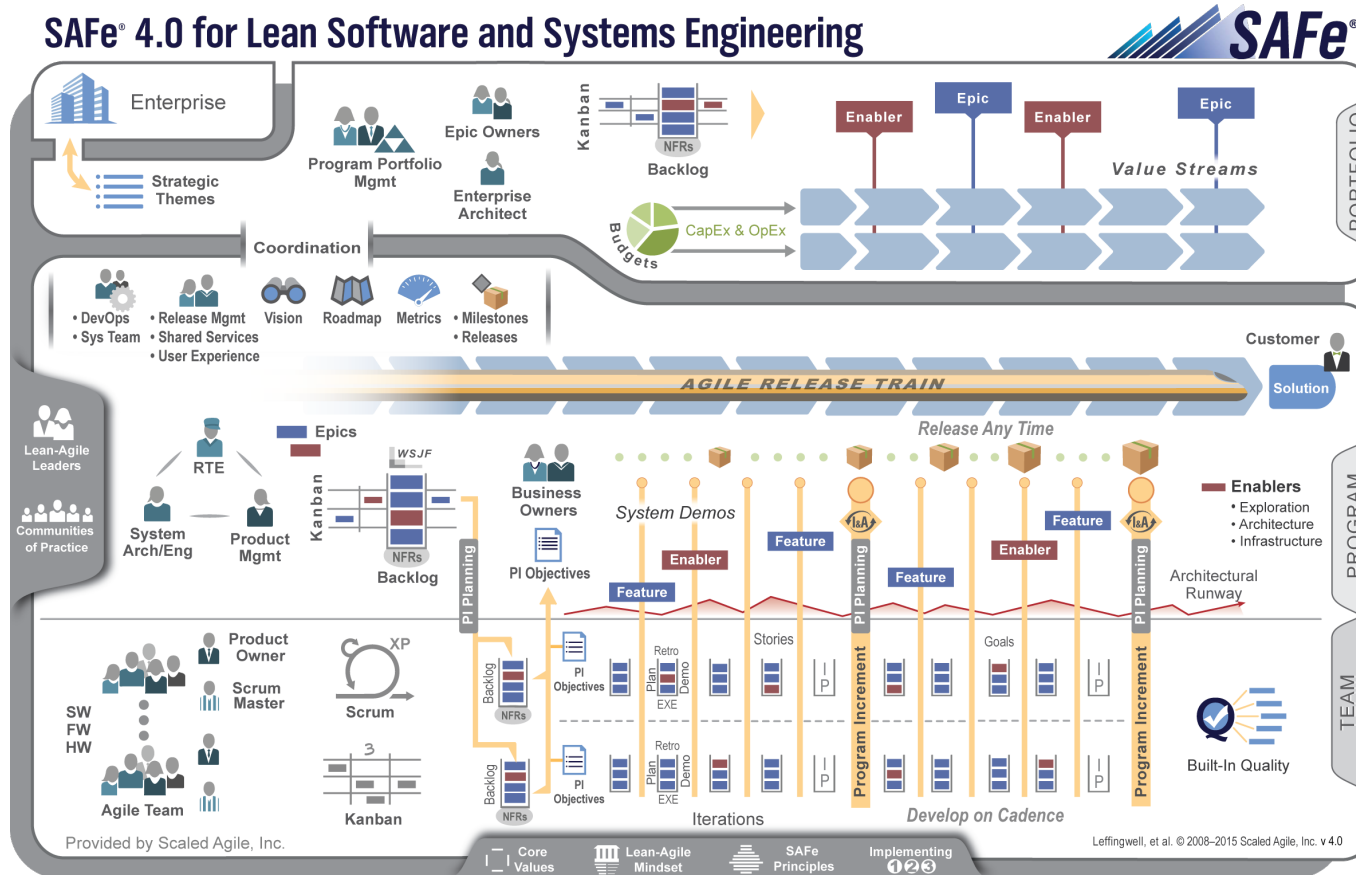 SAFe® 4.0 for Lean Software and Systems Engineering
SAFe®
Enterprise
Strategic
Themes
Program Portfolio
Mgmt
Epic Owners
Enterprise
Architect
Kanban
NFRs
Backlog
Enabler
Epic
Enabler
Epic
Value Streams
Budgets
CapEx & OpEx
PORTFOLIO
Coordination
• DevOps
• Sys Team
• Release Mgmt
• Shared Services
• User Experience
Vision
Roadmap
Metrics
• Milestones
• Releases
Customer
Solution
AGILE RELEASE TRAIN
Release Any Time
Lean-Agile
Leaders
Communities
of Practice
RTE
System
Arch/Eng
Product
Mgmt
Epics
WSJF
Kanban
NFRs
Backlog
PI Planning
Business
Owners
PI Objectives
System Demos
Feature
Enabler
Feature
I&A
PI Planning
Feature
Enabler
Feature
I&A
PI Planning
Enablers
• Exploration
• Architecture
• Infrastructure
Architectural
Runway
PROGRAM
Product
Owner
Scrum
Master
SW
FW
HW
Agile Team
XP
Scrum
3
Kanban
Backlog
NFRs
PI
Objectives
Retro
Plan
Demo
EXE
Stories
I
P
Goals
I
P
Backlog
NFRs
PI
Objectives
Retro
Plan
Demo
EXE
I
P
I
P
Program Increment
Program Increment
Iterations
Develop on Cadence
Built-In Quality
TEAM
Provided by Scaled Agile, Inc.
Leffingwell, et al. © 2008–2015 Scaled Agile, Inc. v 4.0
Core
Values
Lean-Agile
Mindset
SAFe
Principles
Implementing
1 2 3